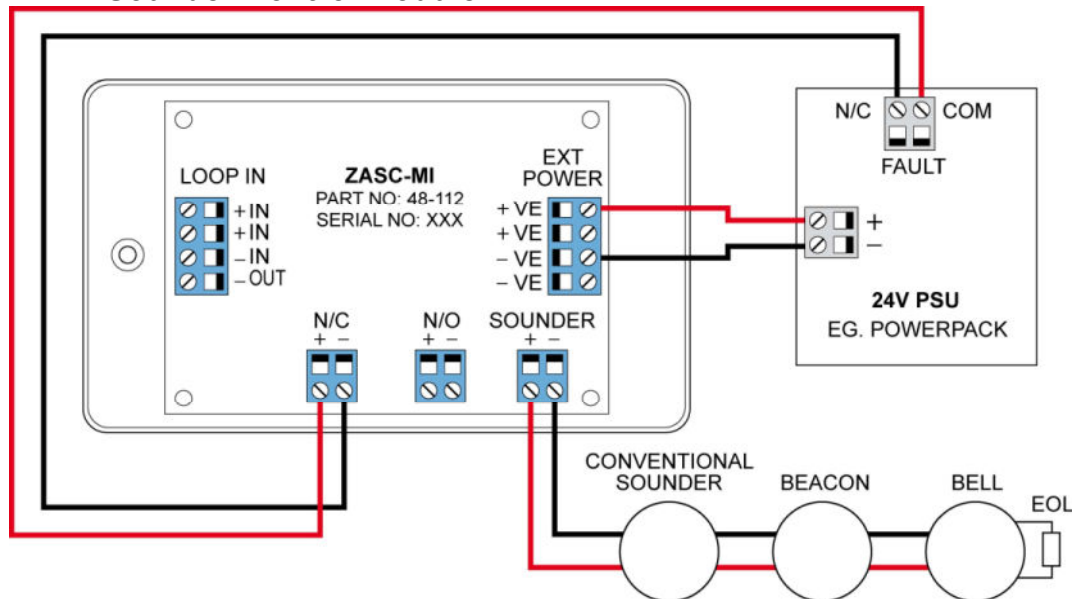 N/C
COM
FAULT
LOOP IN
+ IN
+ IN
– IN
– OUT
ZASC-MI
PART NO: 48-112
SERIAL NO: XXX
EXT
POWER
+ VE
+ VE
– VE
– VE
+
–
24V PSU
EG. POWERPACK
N/C
+ –
N/O
+ –
SOUNDER
+ –
CONVENTIONAL
SOUNDER
BEACON
BELL
EOL